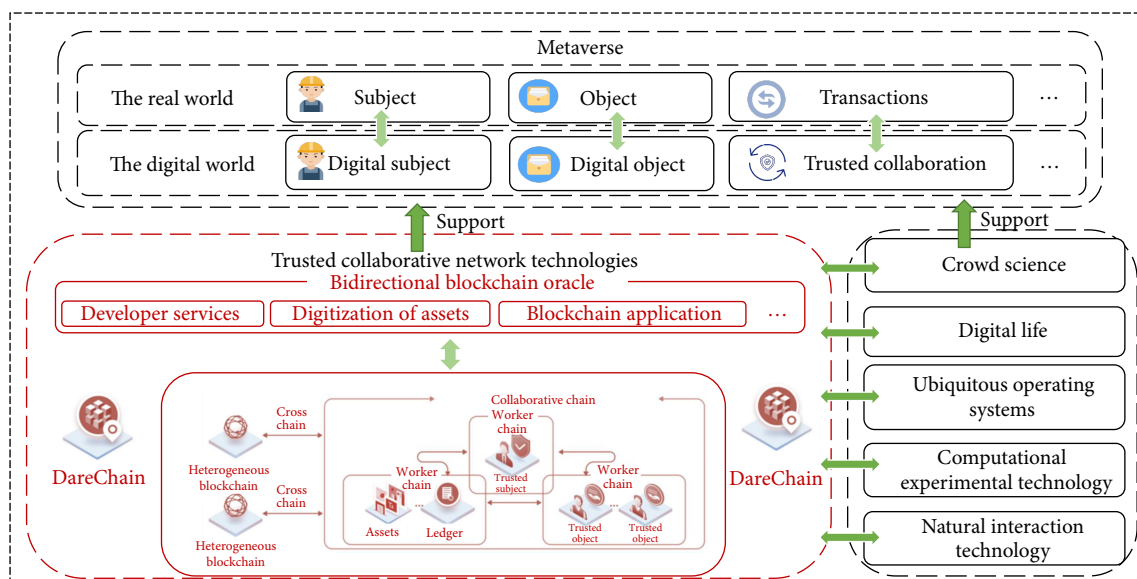 Metaverse
The real world
Subject
Object
Transactions
...
The digital world
Digital subject
Digital object
Trusted collaboration
...
Support
Support
Trusted collaborative network technologies
Bidirectional blockchain oracle
Developer services
Digitization of assets
Blockchain application
...
Crowd science
Digital life
Ubiquitous operating
systems
Computational
experimental technology
Natural interaction
technology
DareChain
DareChain
Heterogeneous
blockchain
Heterogeneous
blockchain
Cross
chain
Cross
chain
Collaborative chain
Worker
chain
Trusted
subject
Worker
chain
Assets
...
Ledger
Worker
chain
Trusted
object
...
Trusted
object